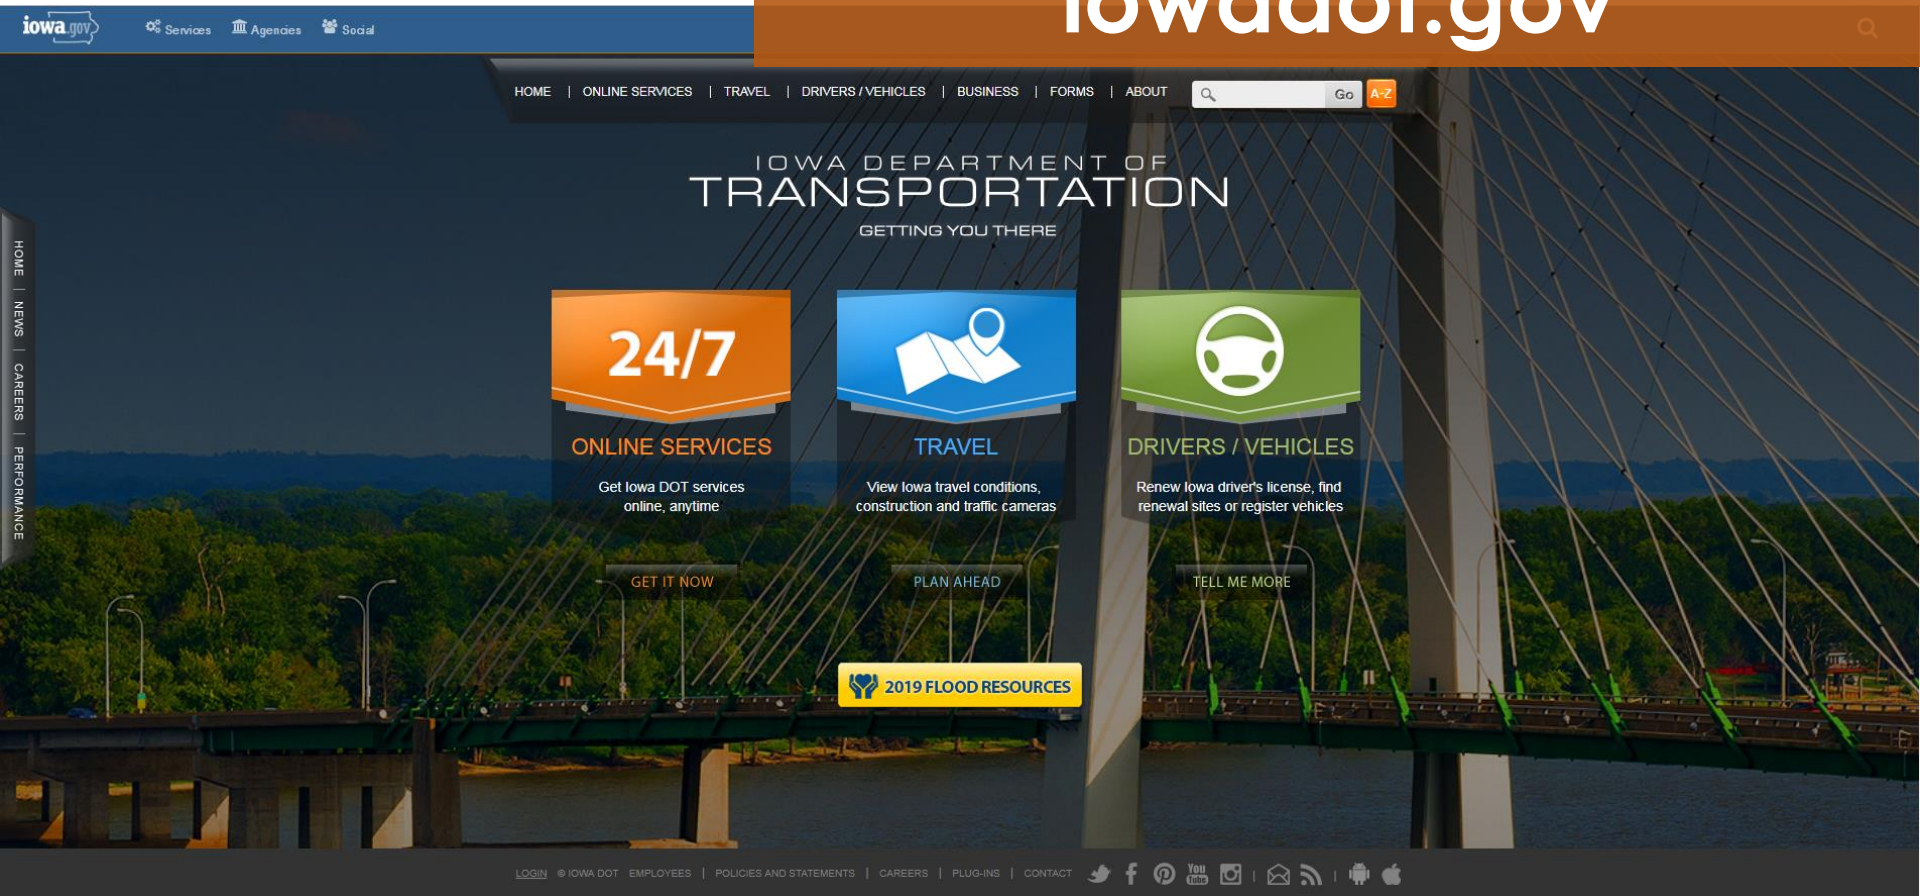 iowadot.gov
iowa.gov
Services
Agencies
Social
HOME | ONLINE SERVICES | TRAVEL | DRIVERS / VEHICLES | BUSINESS | FORMS | ABOUT
Go
A-Z
IOWA DEPARTMENT OF
TRANSPORTATION
GETTING YOU THERE
HOME | NEWS | CAREERS | PERFORMANCE
24/7
ONLINE SERVICES
Get Iowa DOT services
online, anytime
GET IT NOW
TRAVEL
View Iowa travel conditions,
construction and traffic cameras
PLAN AHEAD
DRIVERS / VEHICLES
Renew Iowa driver's license, find
renewal sites or register vehicles
TELL ME MORE
2019 FLOOD RESOURCES
LOGIN © IOWA DOT EMPLOYEES | POLICIES AND STATEMENTS | CAREERS | PLUG-INS | CONTACT
You
Tube